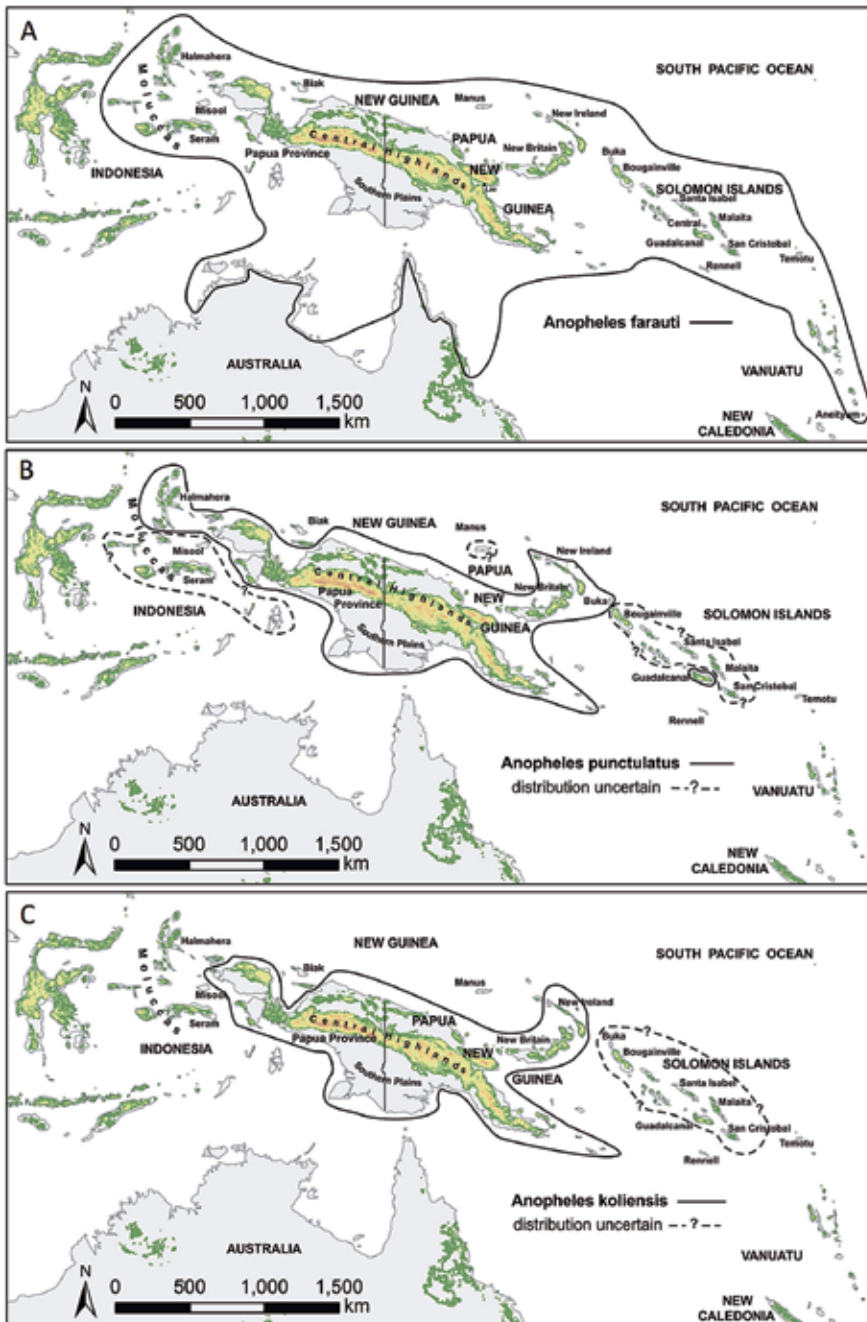 A
Halmahera
Moluccas
Misool
Seram
INDONESIA
Biak
NEW GUINEA
Manus
SOUTH PACIFIC OCEAN
New Ireland
PAPUA
New Britain
NEW
Central Highlands
Papua Province
Southern Plains
Lae
GUINEA
Buka
Bougainville
SOLOMON ISLANDS
Santa Isabel
Central
Malaita
Guadalcanal
San Cristobal
Rennell
Temotu
Anopheles farauti
AUSTRALIA
VANUATU
Aneityum
NEW
CALEDONIA
N
0 500 1,000 1,500
km
B
Halmahera
Moluccas
Misool
Seram
?
INDONESIA
Biak
NEW GUINEA
Manus
?
SOUTH PACIFIC OCEAN
New Ireland
PAPUA
New Britain
NEW
Central Highlands
Papua
Province
Southern Plains
GUINEA
Buka
Bougainville
SOLOMON ISLANDS
?
Santa Isabel
?
Malaita
Guadalcanal
San Cristobal
?
Rennell
Temotu
Anopheles punctulatus
distribution uncertain - -?- -
AUSTRALIA
VANUATU
NEW
CALEDONIA
N
0 500 1,000 1,500
km
C
Halmahera
Moluccas
Misool
Seram
INDONESIA
Biak
NEW GUINEA
Manus
SOUTH PACIFIC OCEAN
New Ireland
PAPUA
New Britain
NEW
Central Highlands
Papua Province
Southern Plains
GUINEA
?
Buka
Bougainville
SOLOMON ISLANDS
Santa Isabel
?
Malaita
?
Guadalcanal
San Cristobal
Rennell
Temotu
Anopheles koliensis
distribution uncertain - -?- -
AUSTRALIA
VANUATU
NEW
CALEDONIA
N
0 500 1,000 1,500
km